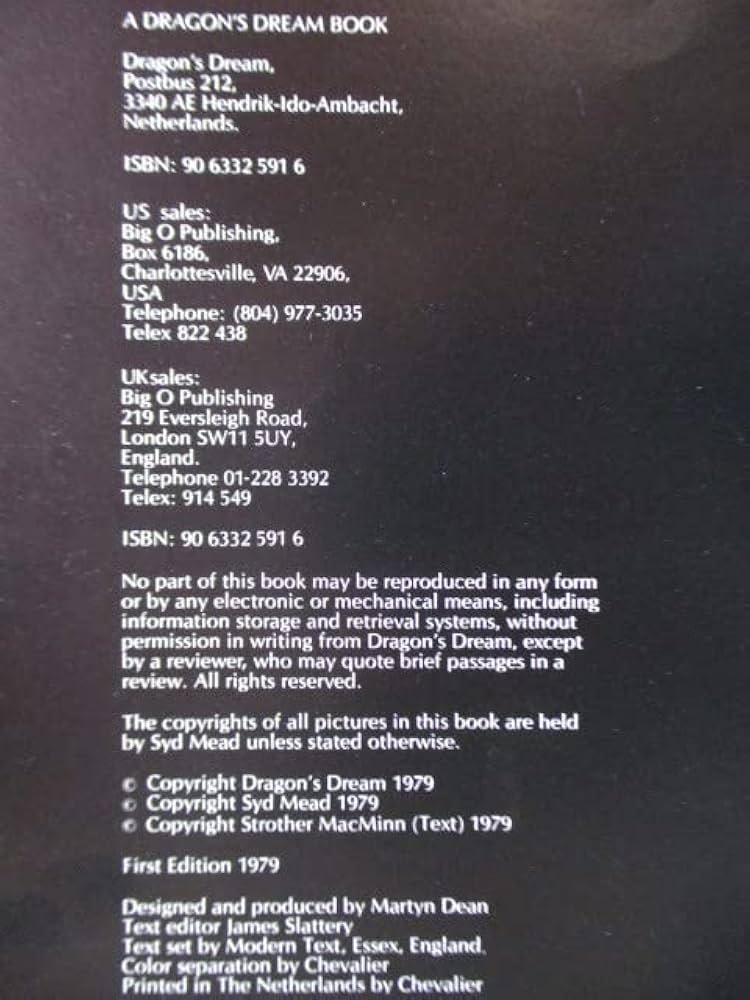 A DRAGON'S DREAM BOOK
Dragon's Dream,
Postbus 212,
3340 AE Hendrik-Ido-Ambacht,
Netherlands.
ISBN: 90 6332 591 6
US sales:
Big O Publishing,
Box 6186,
Charlottesville, VA 22906,
USA
Telephone: (804) 977-3035
Telex 822 438
UK sales:
Big O Publishing
219 Eversleigh Road,
London SW11 5UY,
England.
Telephone 01-228 3392
Telex: 914 549
ISBN: 90 6332 591 6
No part of this book may be reproduced in any form
or by any electronic or mechanical means, including
information storage and retrieval systems, without
permission in writing from Dragon's Dream, except
by a reviewer, who may quote brief passages in a
review. All rights reserved.
The copyrights of all pictures in this book are held
by Syd Mead unless stated otherwise.
© Copyright Dragon's Dream 1979
© Copyright Syd Mead 1979
© Copyright Strother MacMinn (Text) 1979
First Edition 1979
Designed and produced by Martyn Dean
Text editor James Slattery
Text set by Modern Text, Essex, England.
Color separation by Chevalier
Printed in The Netherlands by Chevalier